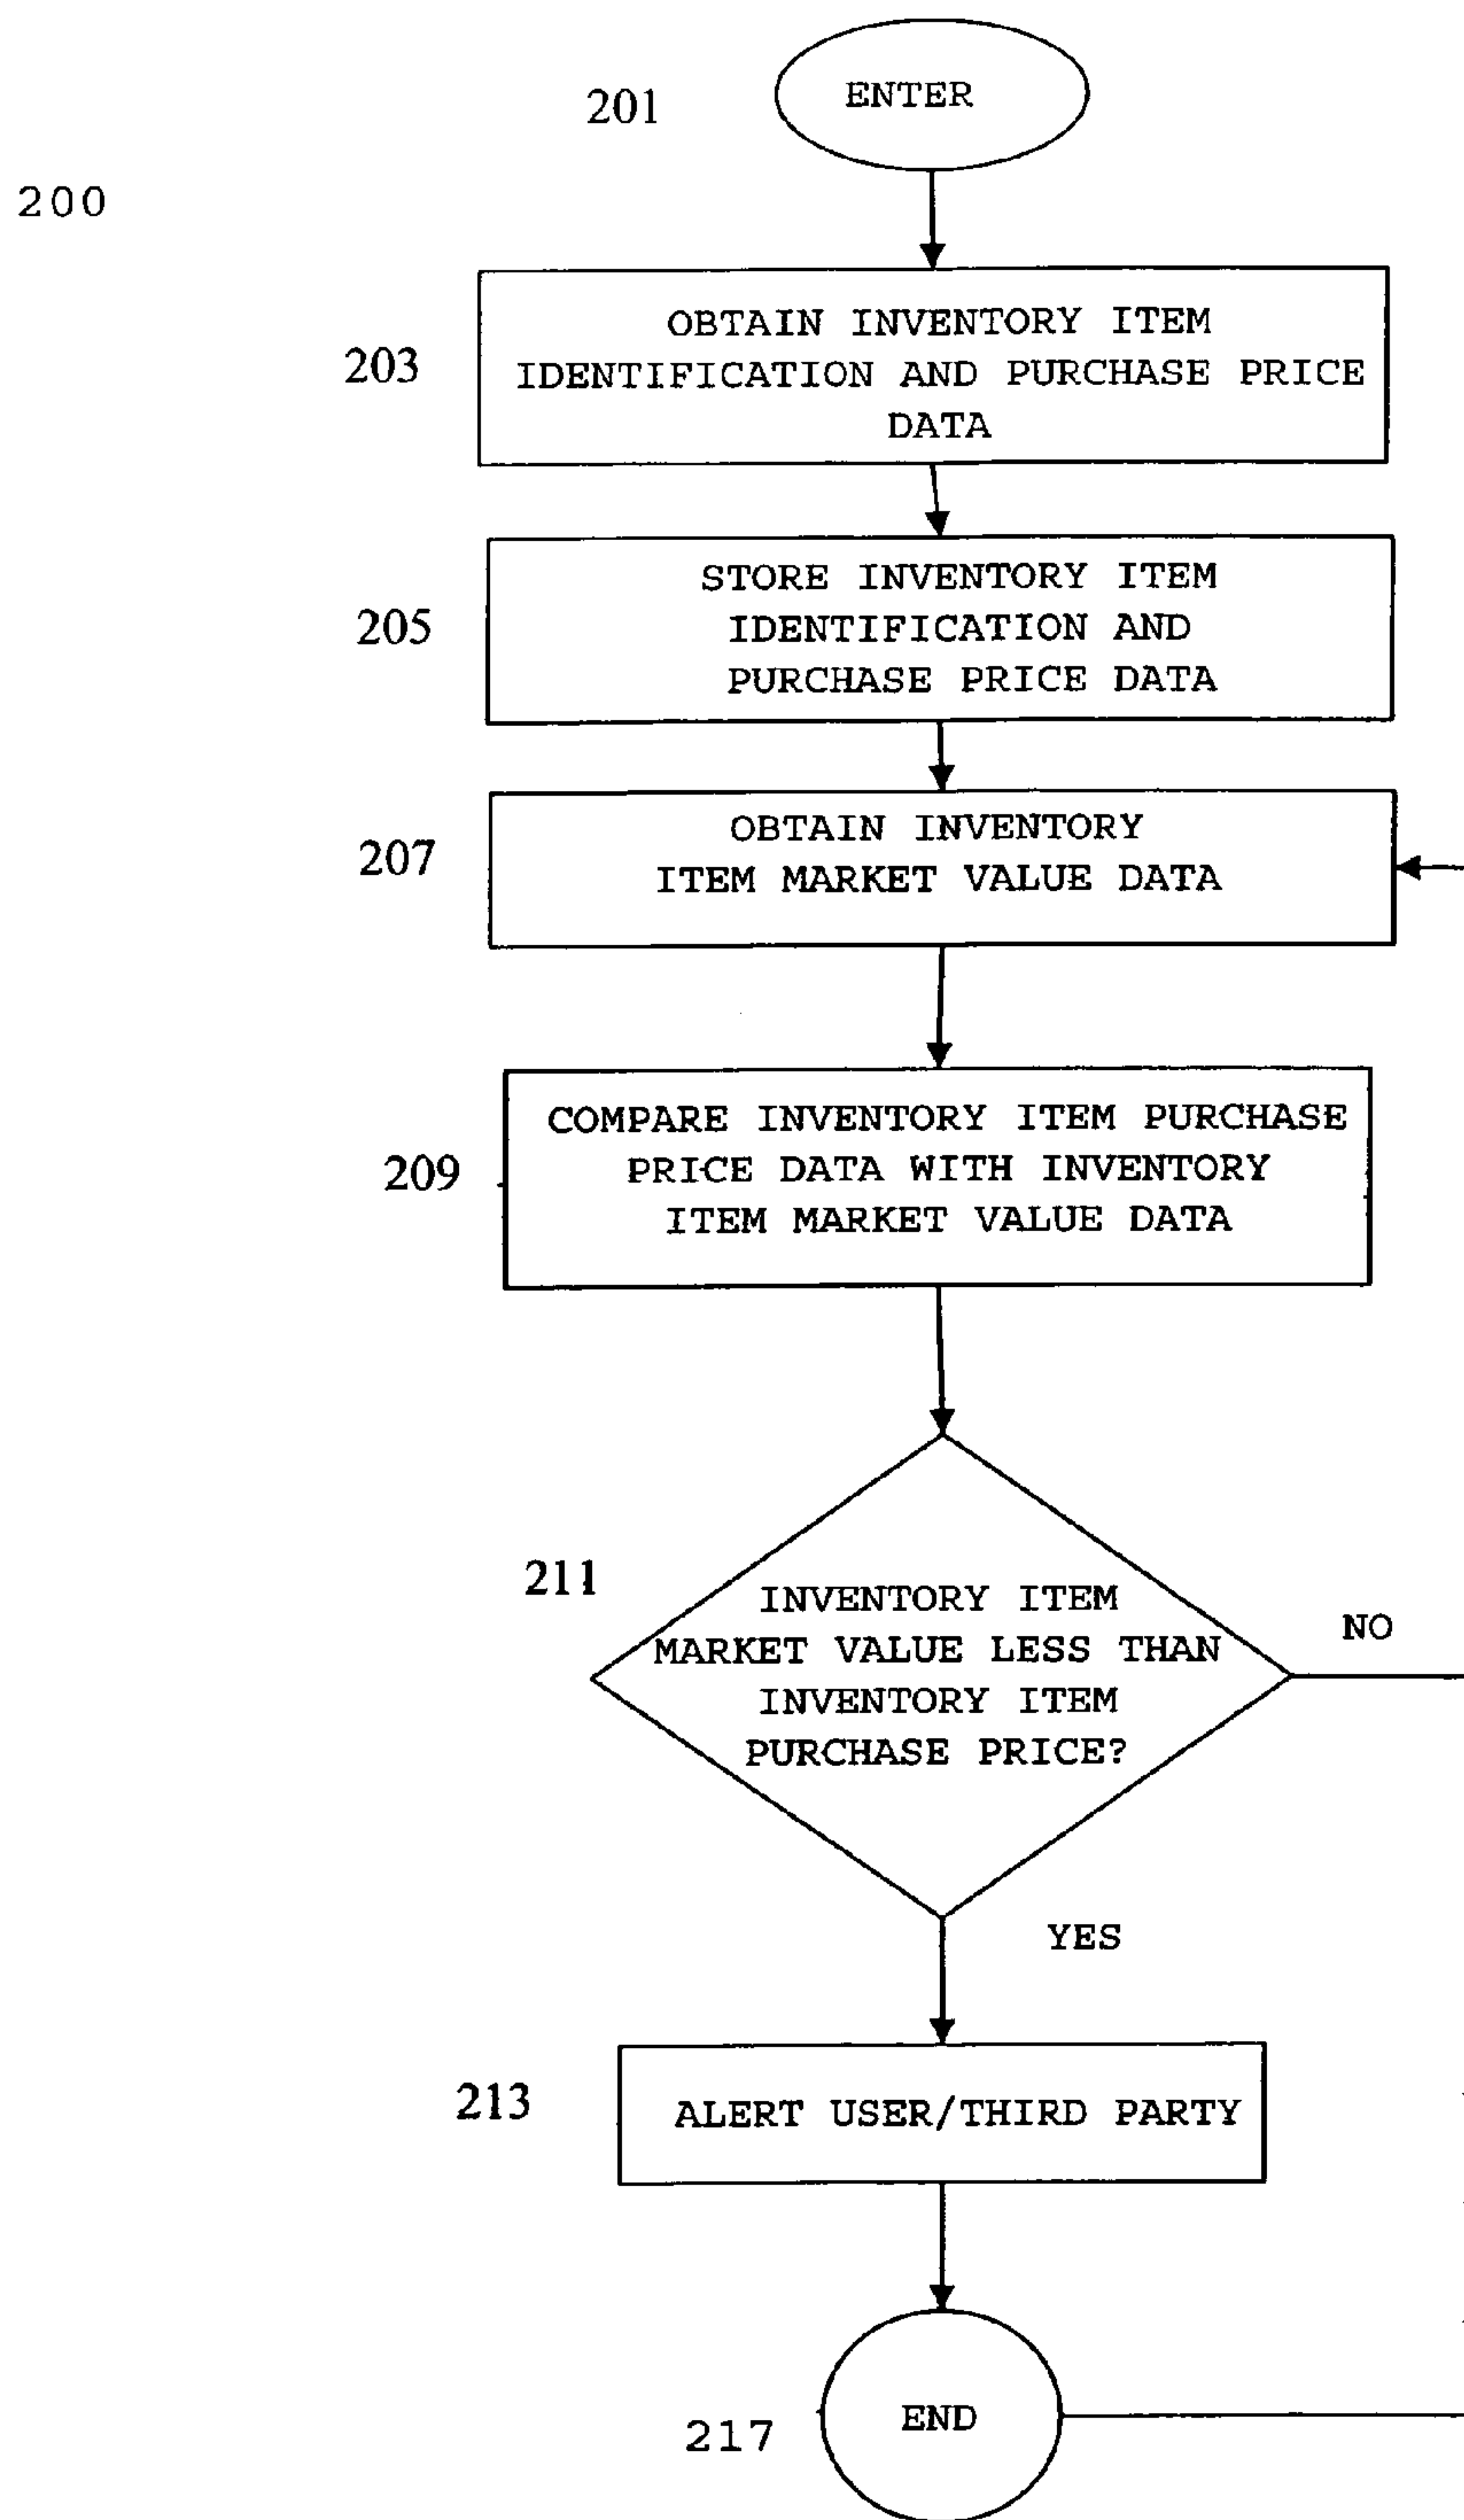 201
ENTER
200
OBTAIN INVENTORY ITEM
203
IDENTIFICATION AND PURCHASE PRICE
DATA
STORE INVENTORY ITEM
205
IDENTIFICATION AND
PURCHASE PRICE DATA
OBTAIN INVENTORY
207
ITEM MARKET VALUE DATA
COMPARE INVENTORY ITEM PURCHASE
209
PRICE DATA WITH INVENTORY
ITEM MARKET VALUE DATA
211
INVENTORY ITEM
MARKET VALUE LESS THAN
INVENTORY ITEM
PURCHASE PRICE?
NO
YES
213
ALERT USER/THIRD PARTY
217
END